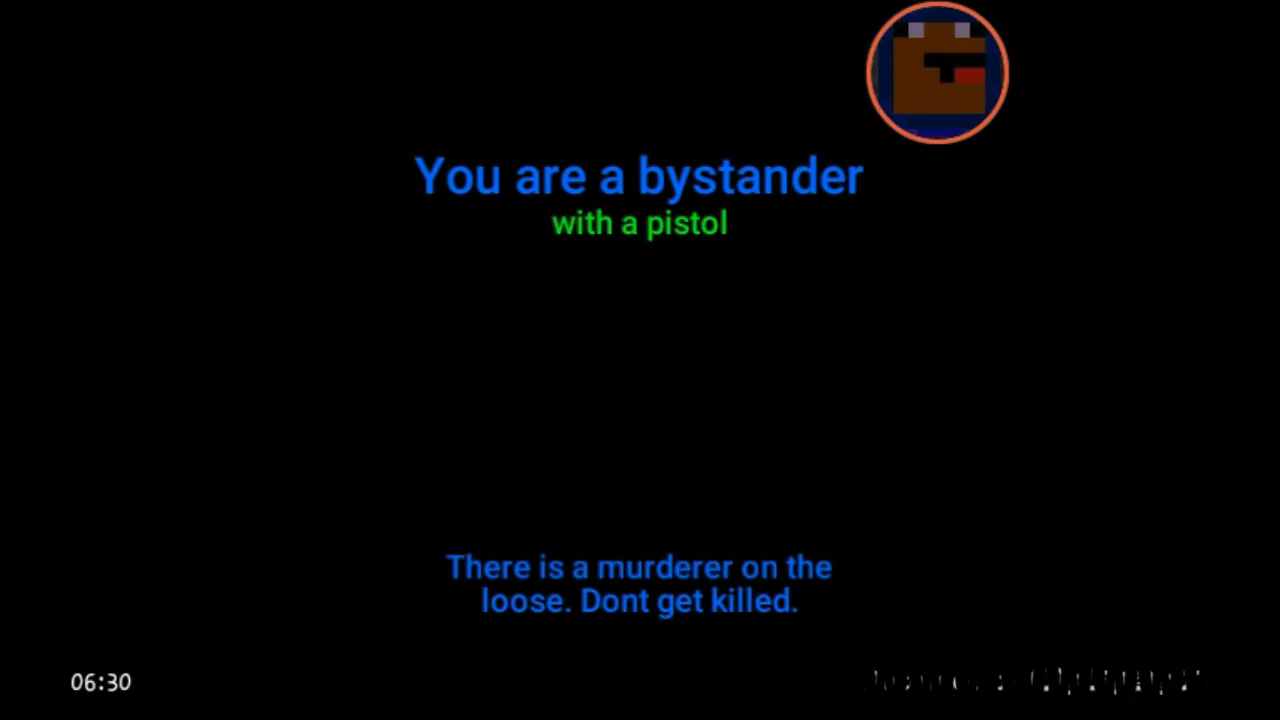 You are a bystander
with a pistol
There is a murderer on the
loose. Dont get killed.
06:30